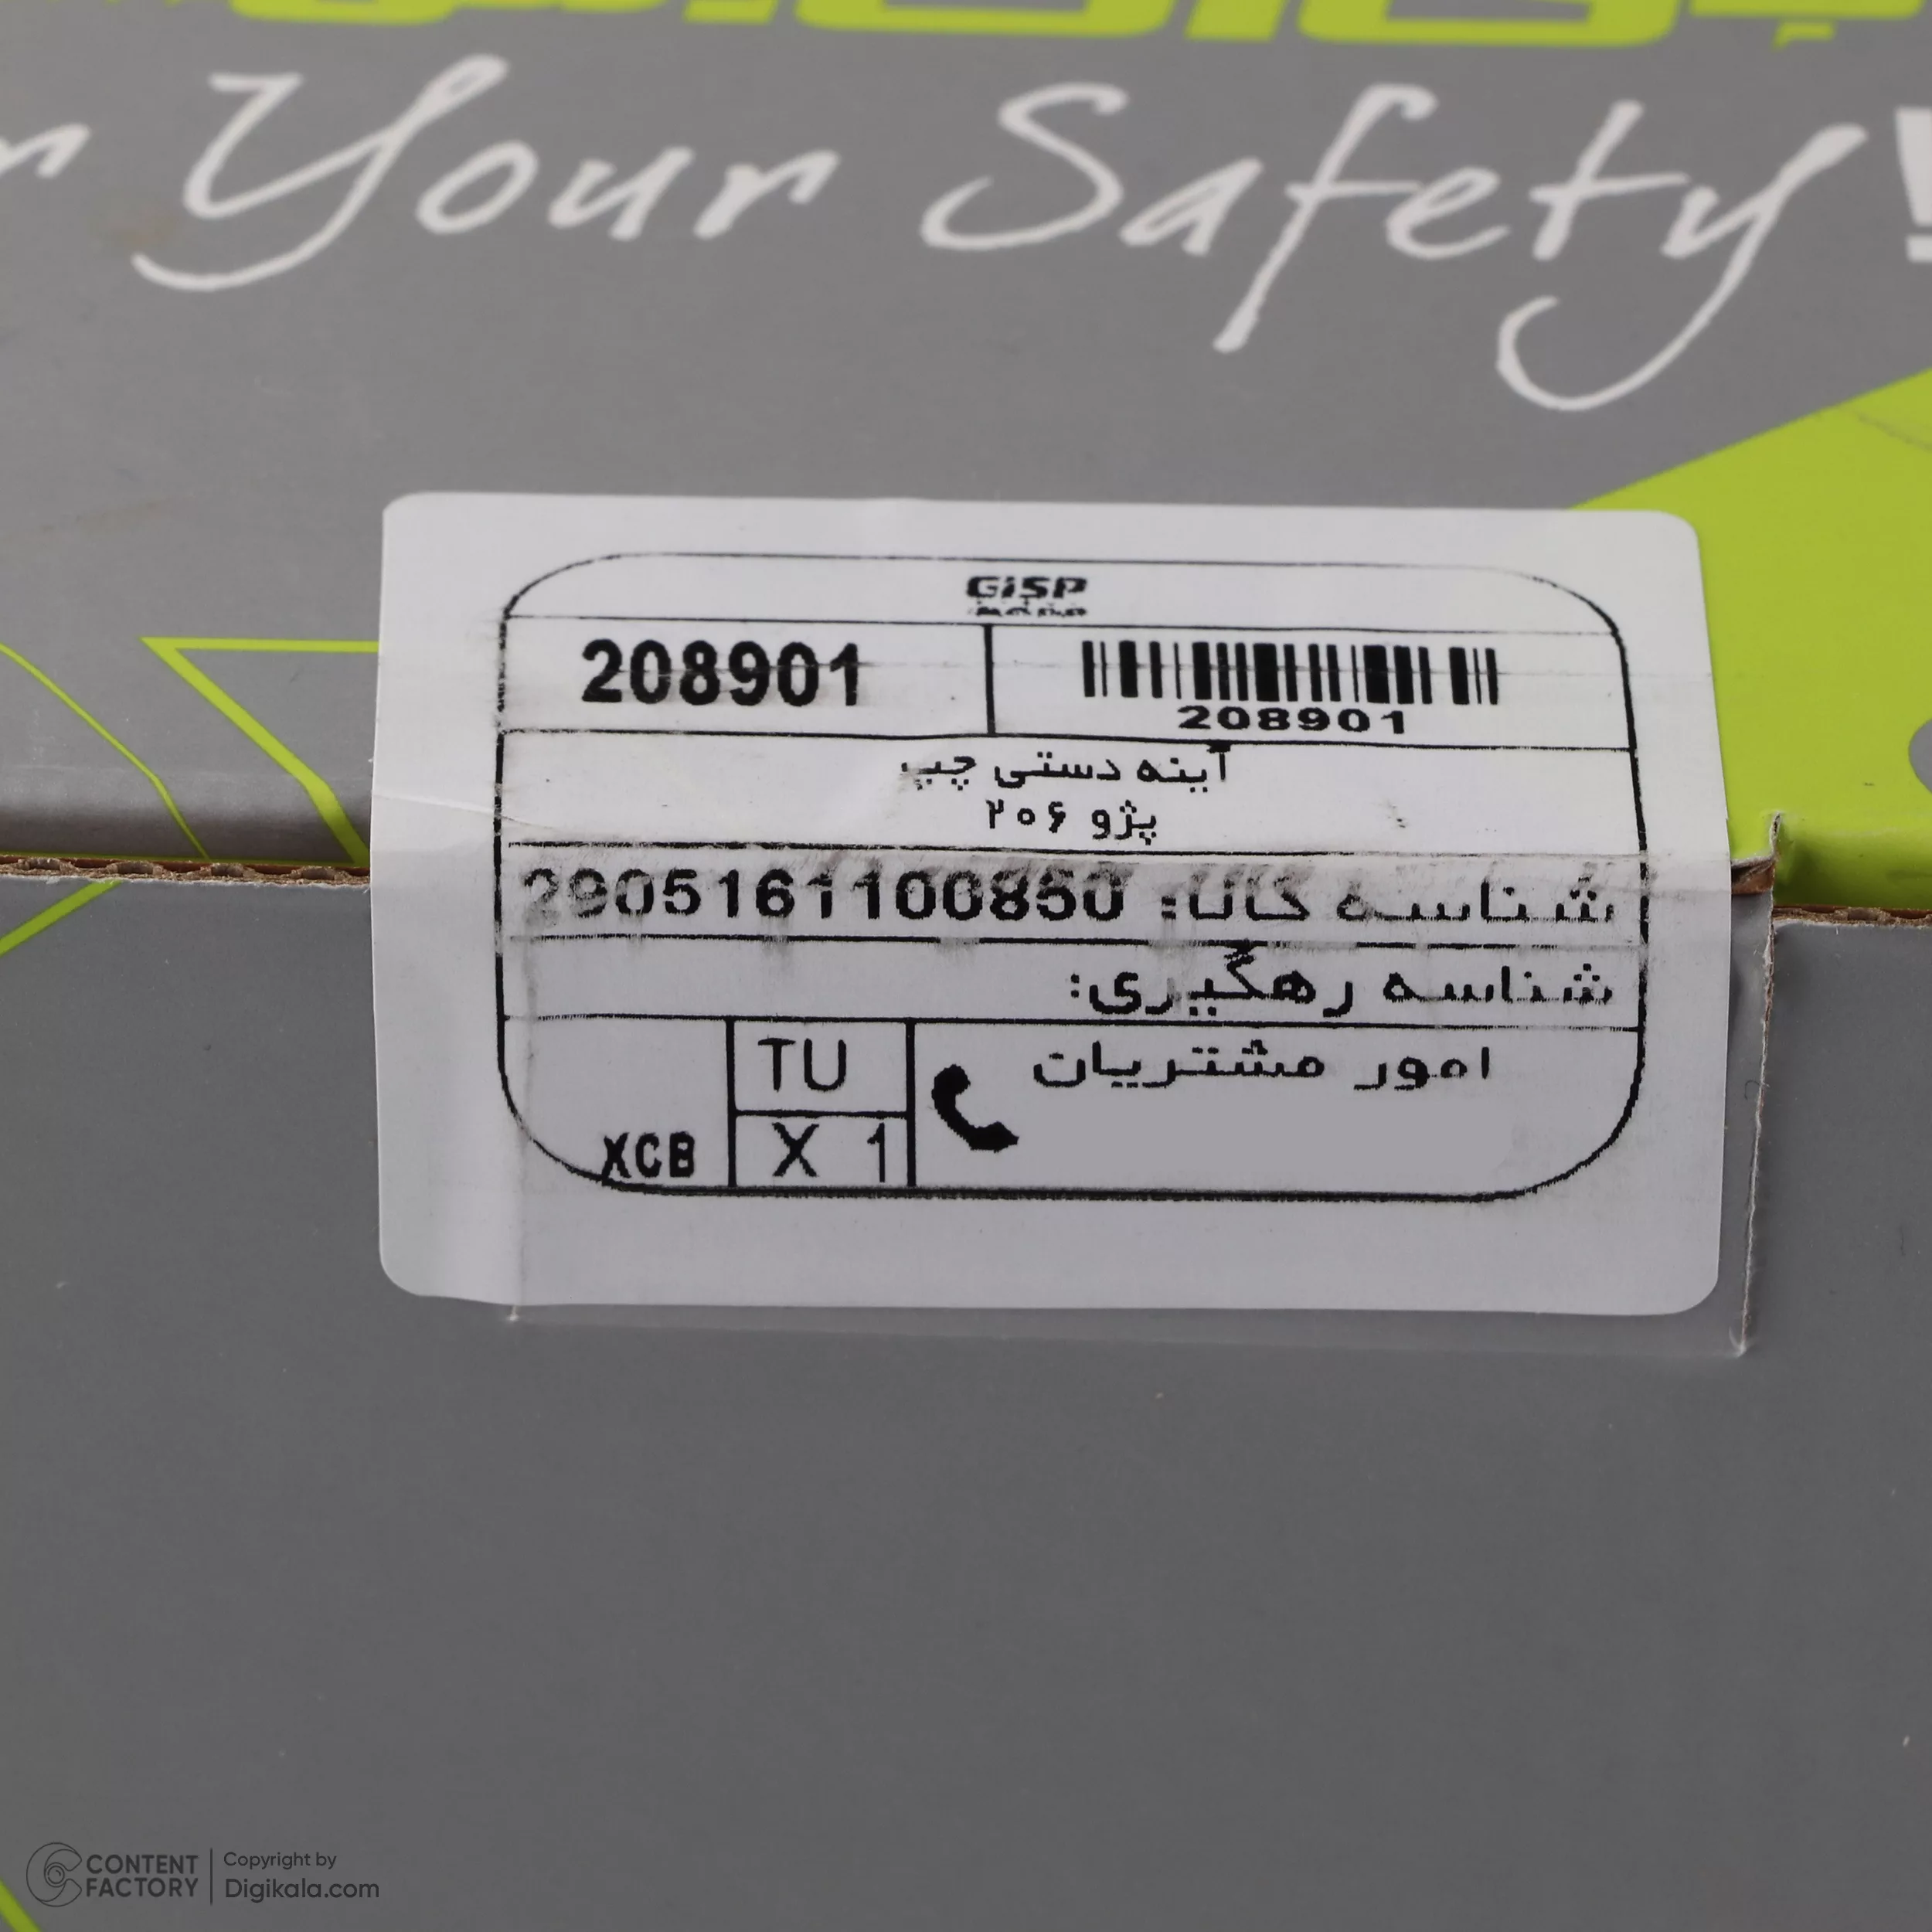 r Your Safety!
GiSP
208901
208901
آینه دستی چپ
پژو ۲۰۶
شناسه کالا: 2905161100850
شناسه رهگیری:
امور مشتریان
TU
X 1
XCB
CONTENT FACTORY
Copyright by
Digikala.com